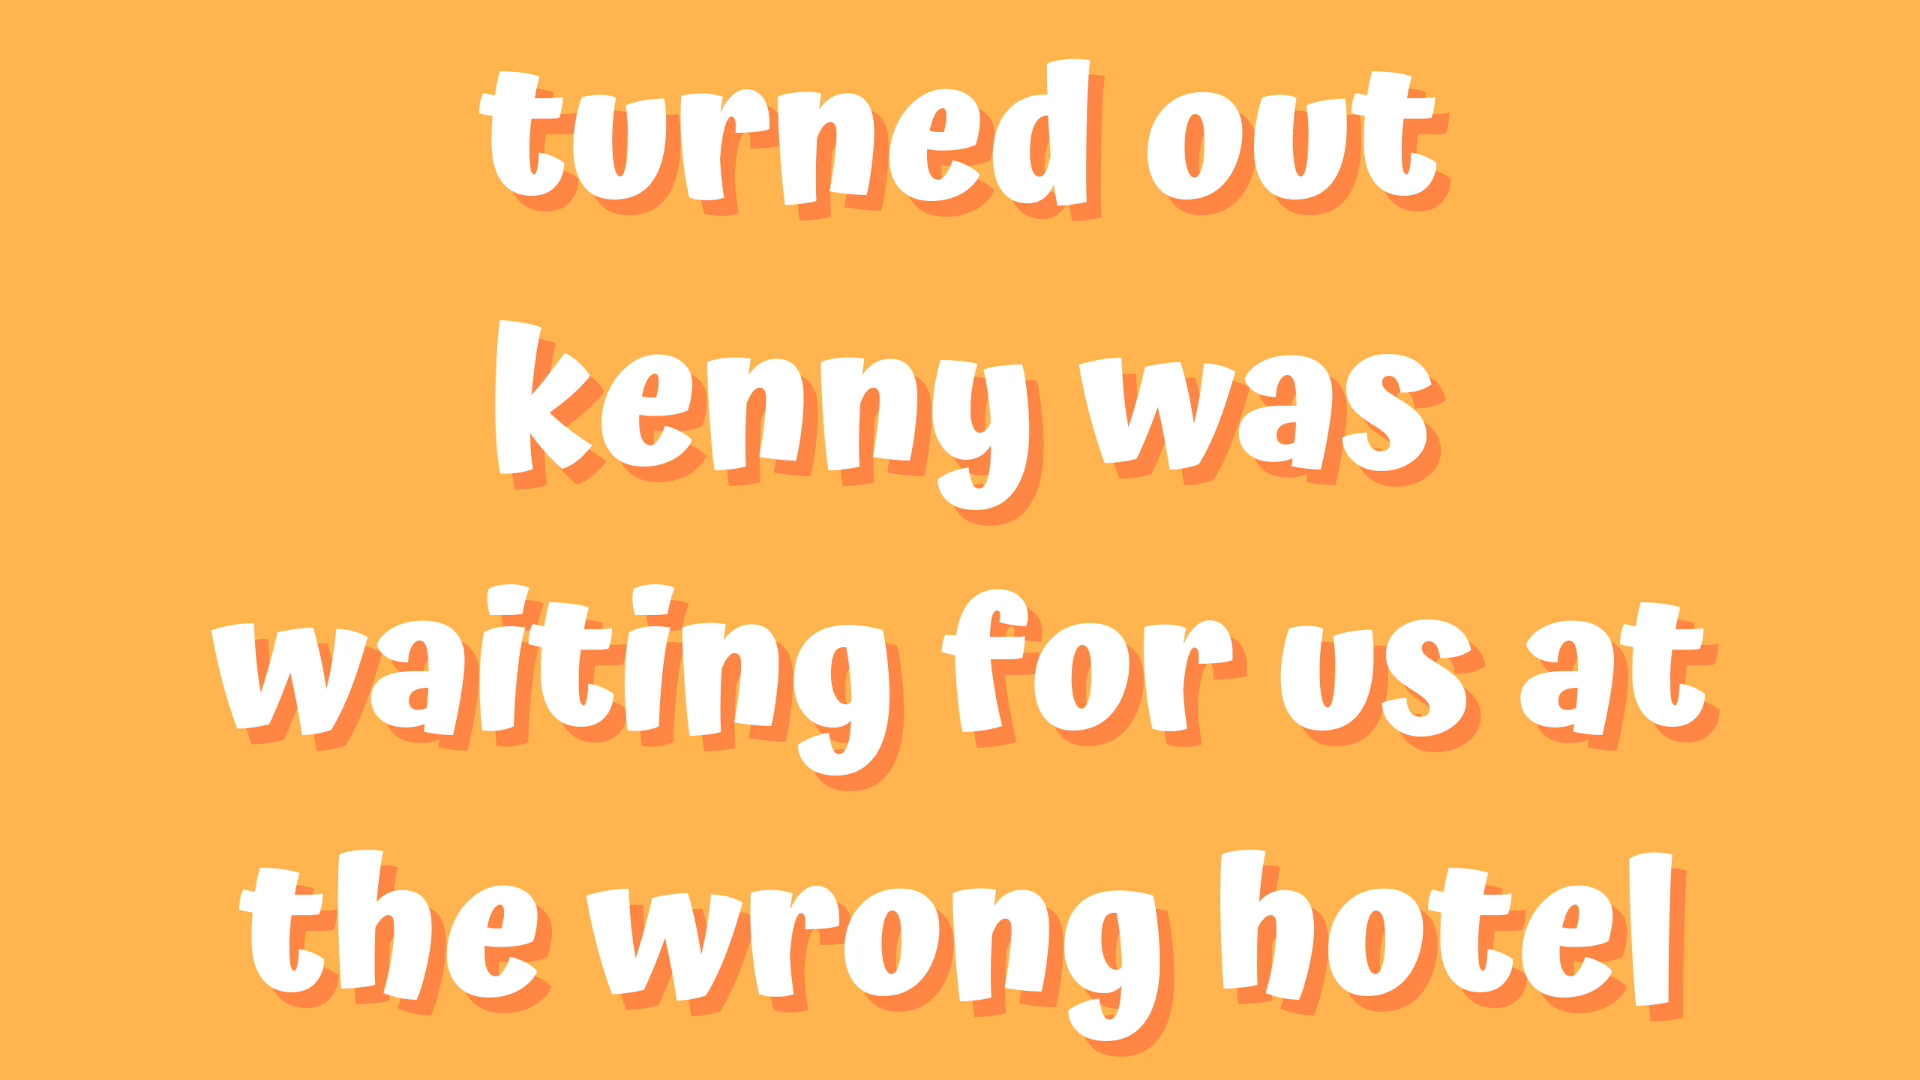 turned out
kenny was
waiting for us at
the wrong hotel